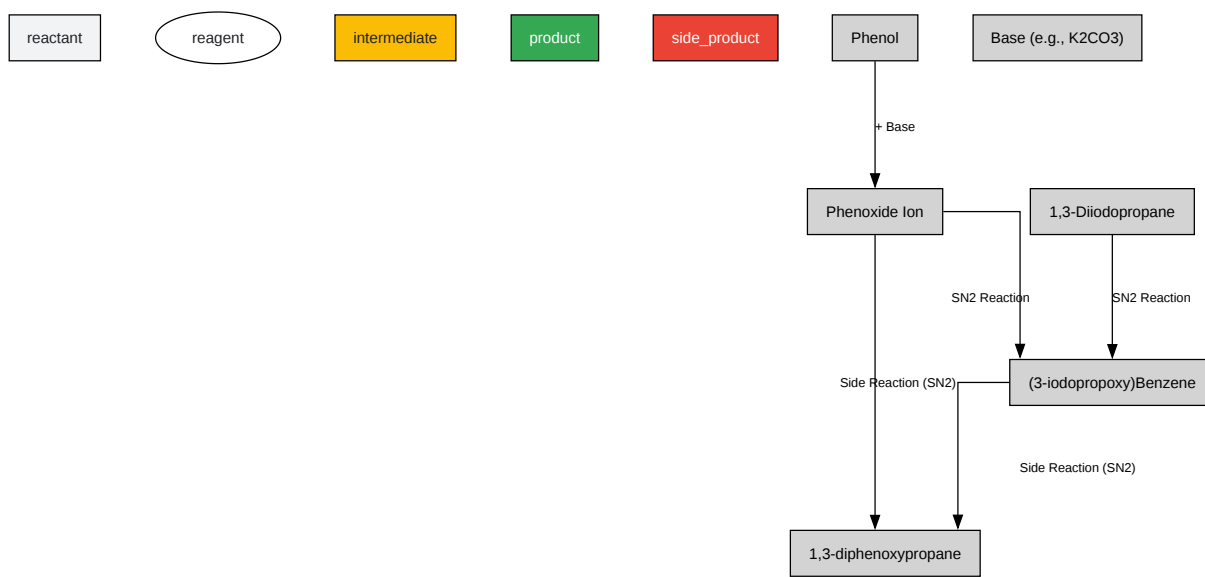 reactant
reagent
intermediate
product
side_product
Phenol
Base (e.g., K2CO3)
+ Base
Phenoxide Ion
1,3-Diiodopropane
SN2 Reaction
SN2 Reaction
(3-iodopropoxy)Benzene
Side Reaction (SN2)
Side Reaction (SN2)
1,3-diphenoxypropane